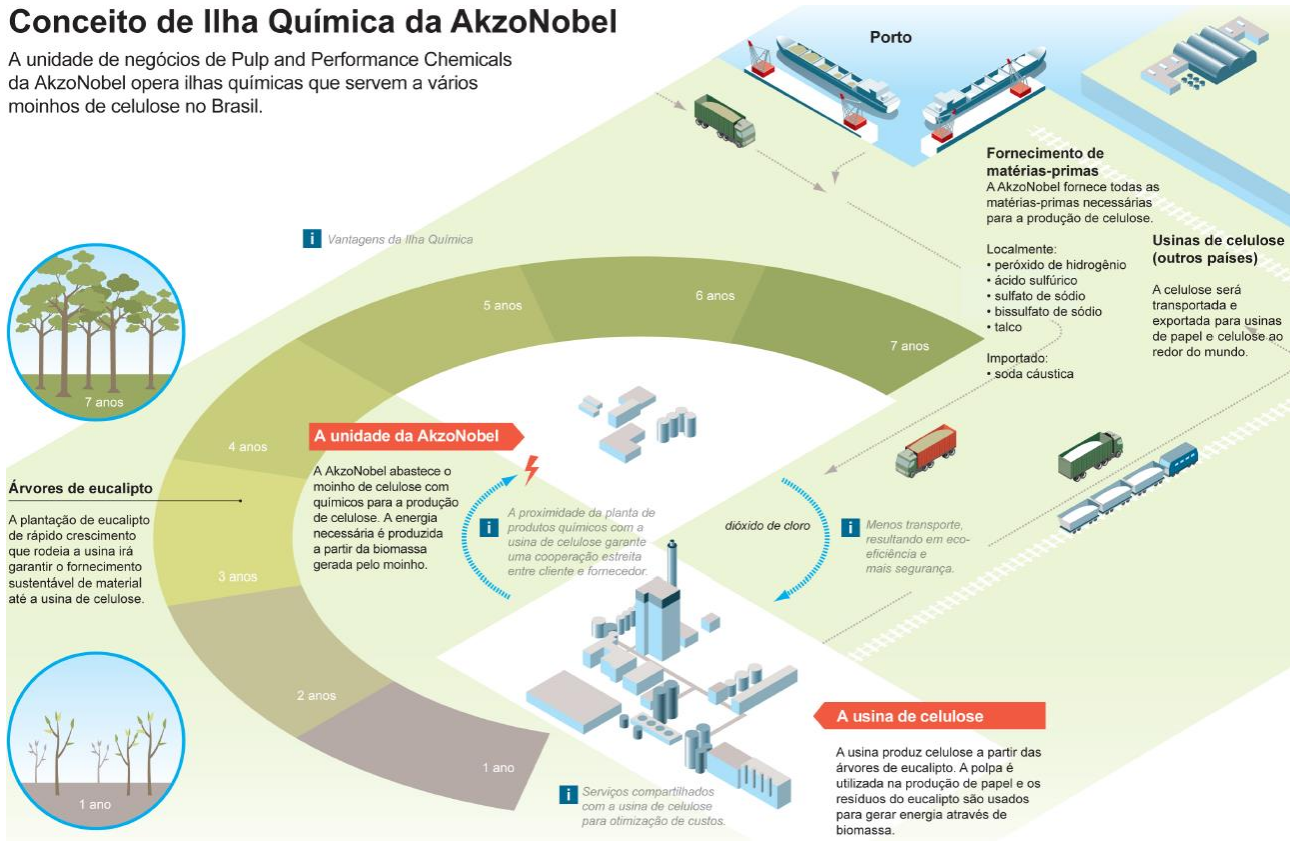 Conceito de Ilha Química da AkzoNobel
A unidade de negócios de Pulp and Performance Chemicals
da AkzoNobel opera ilhas químicas que servem a vários
moinhos de celulose no Brasil.
Porto
Fornecimento de
matérias-primas
A AkzoNobel fornece todas as
matérias-primas necessárias
para a produção de celulose.
Localmente:
• peróxido de hidrogênio
• ácido sulfúrico
• sulfato de sódio
• bissulfato de sódio
• talco
Importado:
• soda cáustica
Usinas de celulose
(outros países)
A celulose será
transportada e
exportada para usinas
de papel e celulose ao
redor do mundo.
i Vantagens da Ilha Química
7 anos
5 anos
6 anos
7 anos
4 anos
3 anos
2 anos
1 ano
Árvores de eucalipto
A plantação de eucalipto
de rápido crescimento
que rodeia a usina irá
garantir o fornecimento
sustentável de material
até a usina de celulose.
1 ano
A unidade da AkzoNobel
A AkzoNobel abastece o
moinho de celulose com
químicos para a produção
de celulose. A energia
necessária é produzida
a partir da biomassa
gerada pelo moinho.
i A proximidade da planta de
produtos químicos com a
usina de celulose garante
uma cooperação estreita
entre cliente e fornecedor.
dióxido de cloro
i Menos transporte,
resultando em eco-
eficiência e
mais segurança.
A usina de celulose
A usina produz celulose a partir das
árvores de eucalipto. A polpa é
utilizada na produção de papel e os
resíduos do eucalipto são usados
para gerar energia através de
biomassa.
i Serviços compartilhados
com a usina de celulose
para otimização de custos.